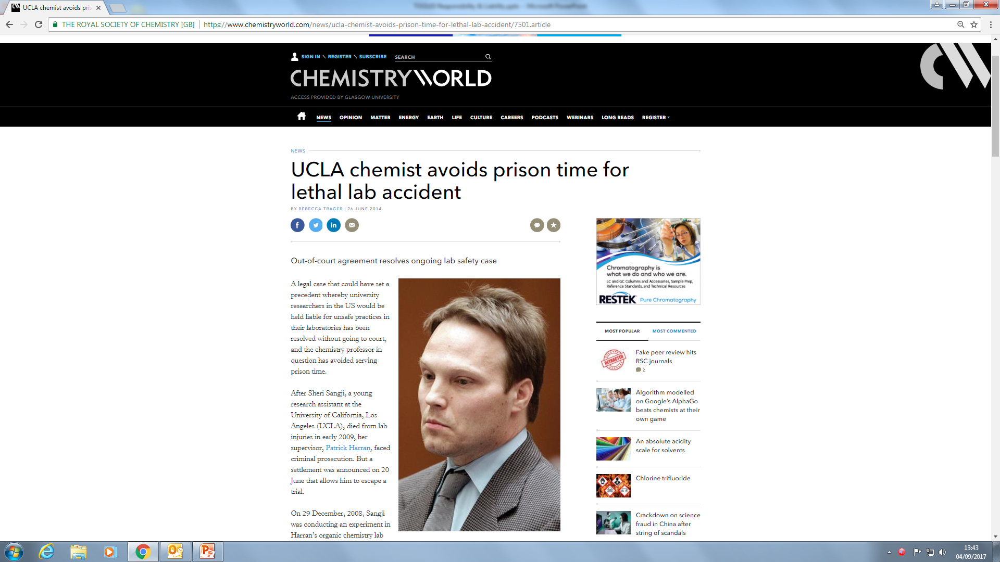 UCLA chemist avoids pris
THE ROYAL SOCIETY OF CHEMISTRY [GB]
https://www.chemistryworld.com/news/ucla-chemist-avoids-prison-time-for-lethal-lab-accident/7501.article
SIGN IN \ REGISTER \ SUBSCRIBE
SEARCH
CHEMISTRY WORLD
ACCESS PROVIDED BY GLASGOW UNIVERSITY
NEWS OPINION MATTER ENERGY EARTH LIFE CULTURE CAREERS PODCASTS WEBINARS LONG READS REGISTER
NEWS
UCLA chemist avoids prison time for
lethal lab accident
BY REBECCA TRAGER | 26 JUNE 2014
Out-of-court agreement resolves ongoing lab safety case
A legal case that could have set a
precedent whereby university
researchers in the US would be
held liable for unsafe practices in
their laboratories has been
resolved without going to court,
and the chemistry professor in
question has avoided serving
prison time.
After Sheri Sangji, a young
research assistant at the
University of California, Los
Angeles (UCLA), died from lab
injuries in early 2009, her
supervisor, Patrick Harran, faced
criminal prosecution. But a
settlement was announced on 20
June that allows him to escape a
trial.
On 29 December, 2008, Sangji
was conducting an experiment in
Harran's organic chemistry lab
Chromatography is
what we do and who we are.
LC and GC Columns and Accessories, Sample Prep,
Reference Standards, and Technical Resources
RESTEK Pure Chromatography
MOST POPULAR
MOST COMMENTED
RETRACTED
Fake peer review hits
RSC journals
2
Algorithm modelled
on Google's AlphaGo
beats chemists at their
own game
An absolute acidity
scale for solvents
Chlorine trifluoride
Crackdown on science
fraud in China after
string of scandals
13:43
04/09/2017